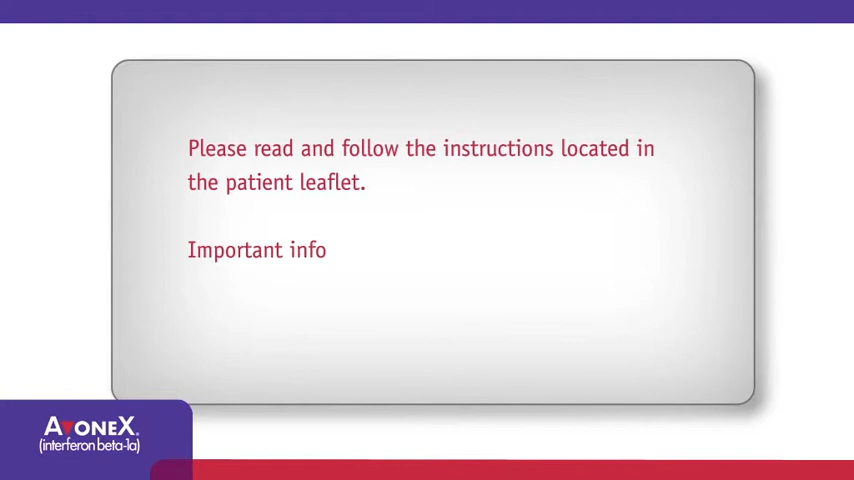 Please read and follow the instructions located in
the patient leaflet.
Important info
AVONEX®
(interferon beta-1a)